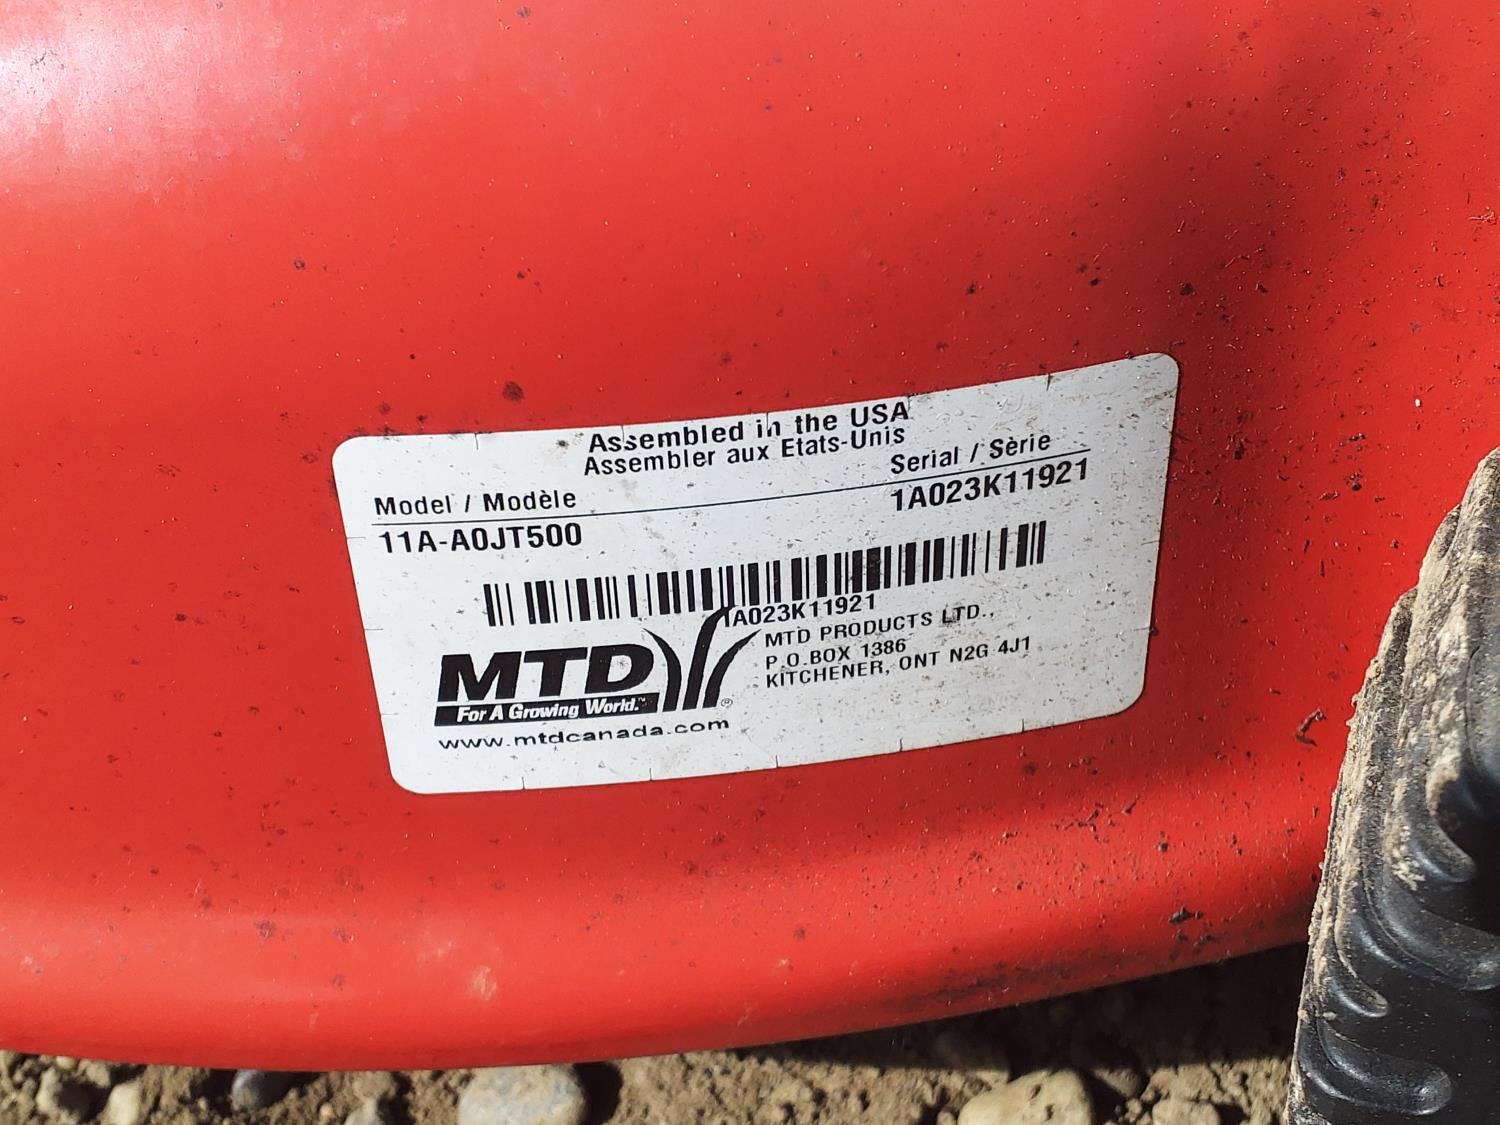 Assembled in the USA
Assembler aux Etats-Unis
Model / Modèle
Serial / Sèrie
11A-A0JT500
1A023K11921
1A023K11921
MTD
For A Growing World.™
®
MTD PRODUCTS LTD.,
P.O.BOX 1386
KITCHENER, ONT N2G 4J1
www.mtdcanada.com